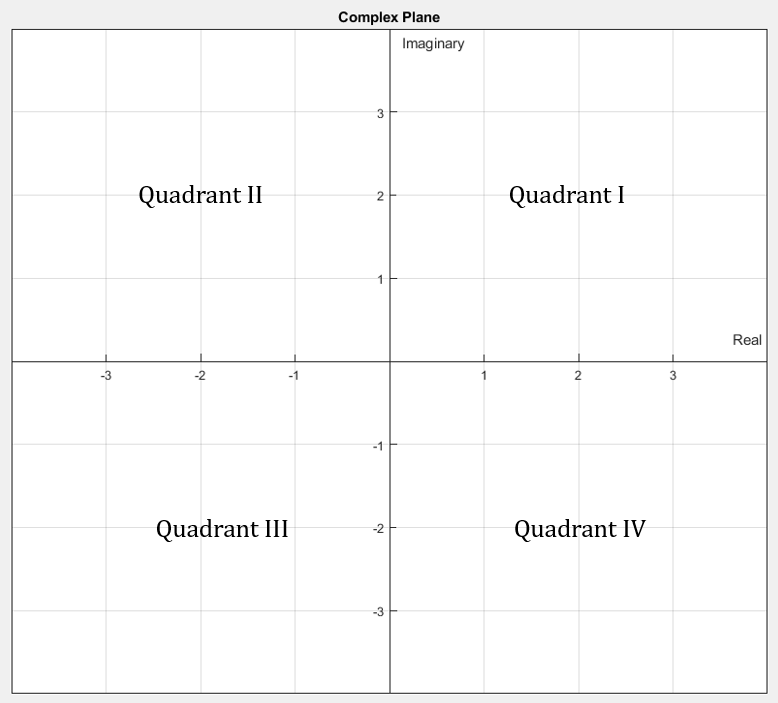 Complex Plane
Imaginary
3
Quadrant II
2
Quadrant I
1
Real
-3
-2
-1
1
2
3
-1
Quadrant III
-2
Quadrant IV
-3